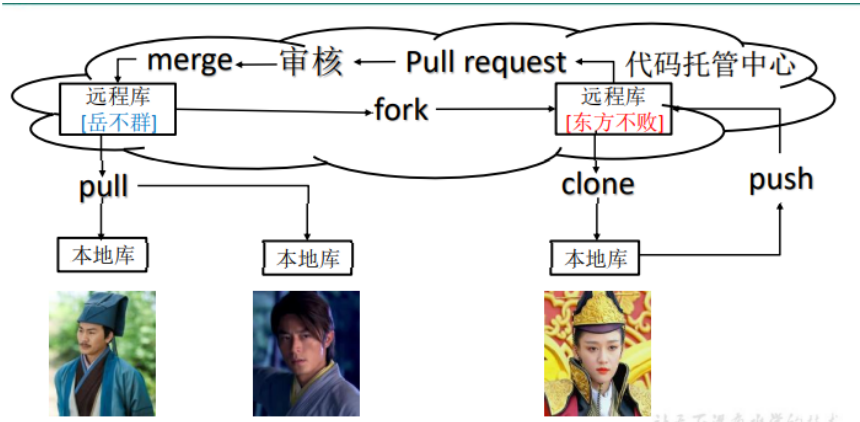 merge
审核
Pull request
代码托管中心
远程库
[岳不群]
fork
远程库
[东方不败]
pull
clone
push
本地库
本地库
本地库